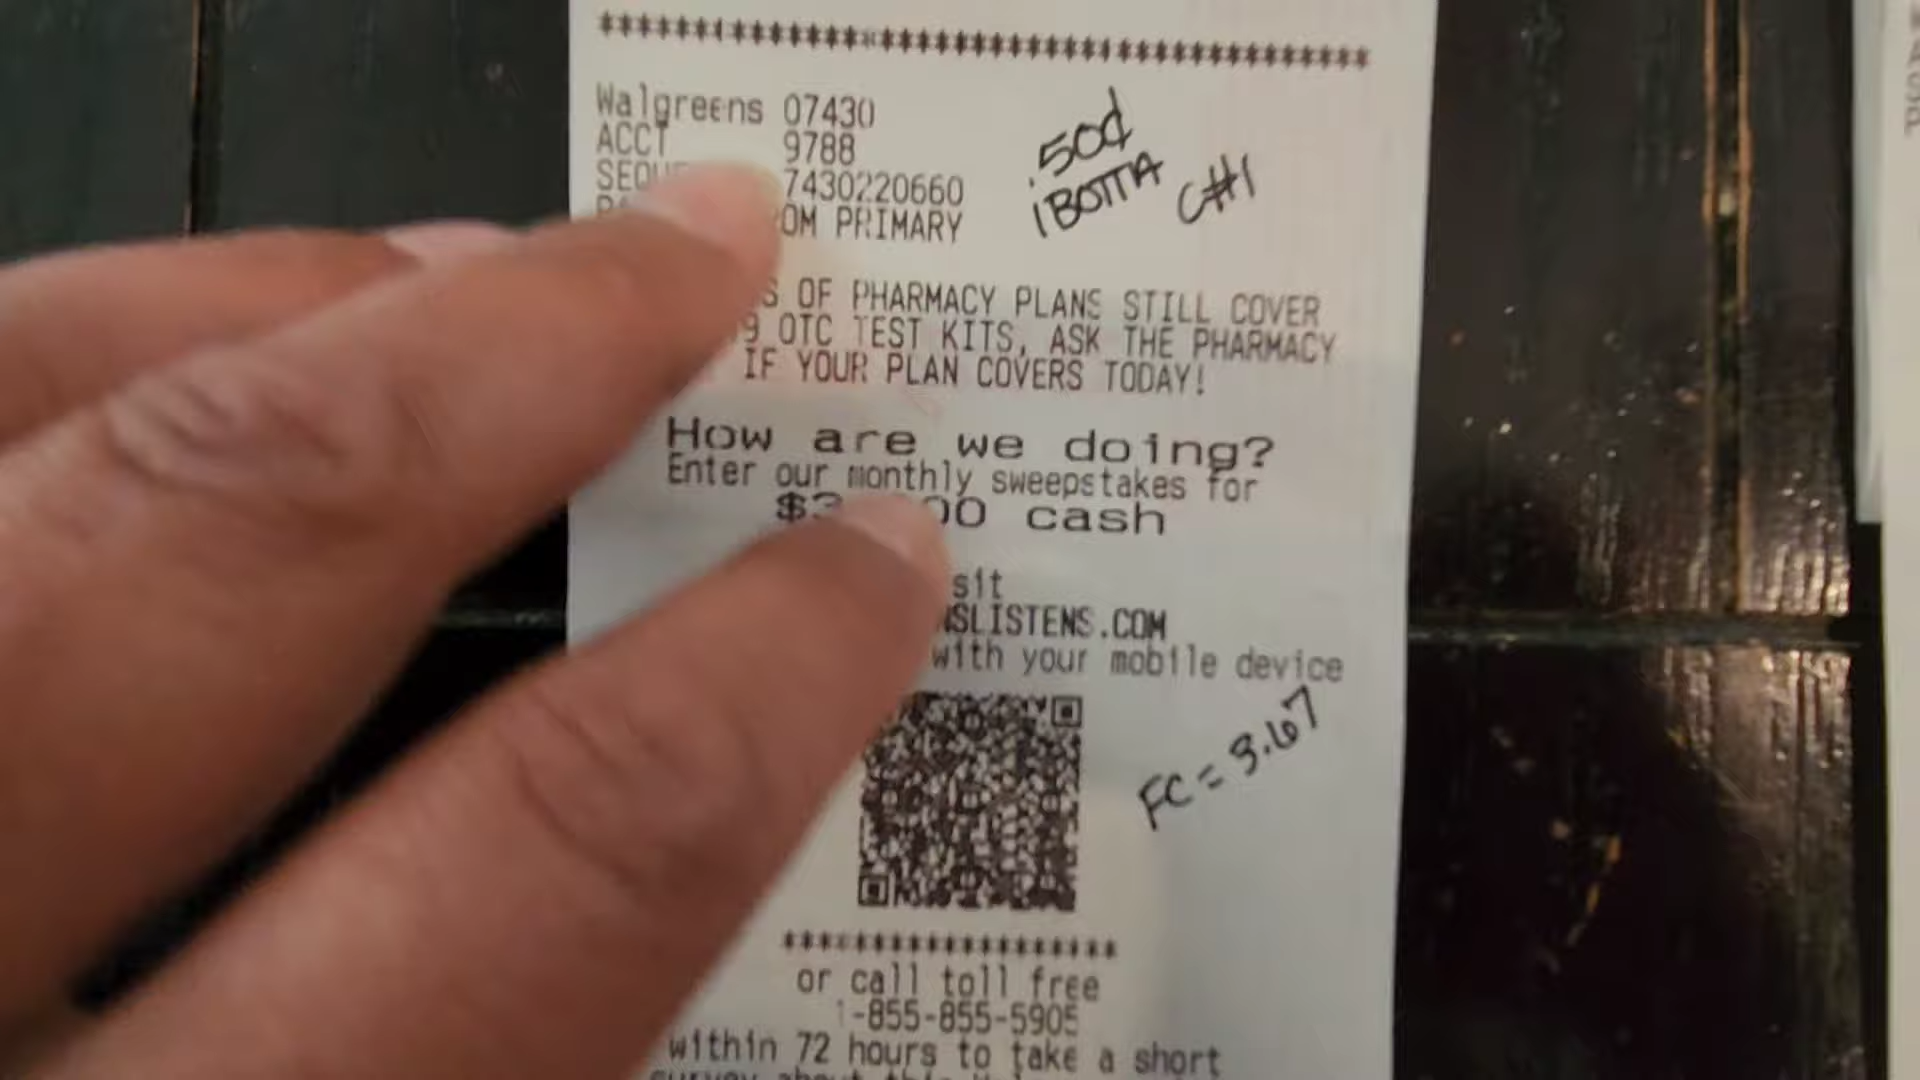 *******************************************
Walgreens 07430
ACCT 9788
7430220660
PRIMARY
.50¢
IBOTTA C#1
OF PHARMACY PLANS STILL COVER
OTC TEST KITS, ASK THE PHARMACY
IF YOUR PLAN COVERS TODAY!
How are we doing?
Enter our monthly sweepstakes for
cash
with your mobile device
FC = 3.67
*******************
or call toll free
1-855-855-5905
within 72 hours to take a short